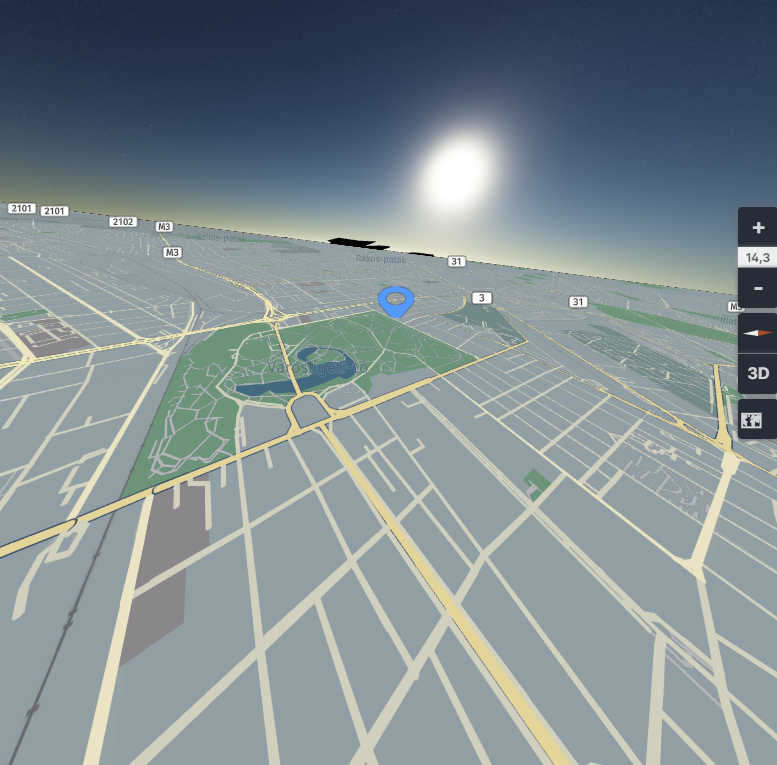 2101
2101
2102
M3
Szilas-patak
M3
Rákos-patak
31
3
31
+
14,3
-
3D
Városligeti-tó